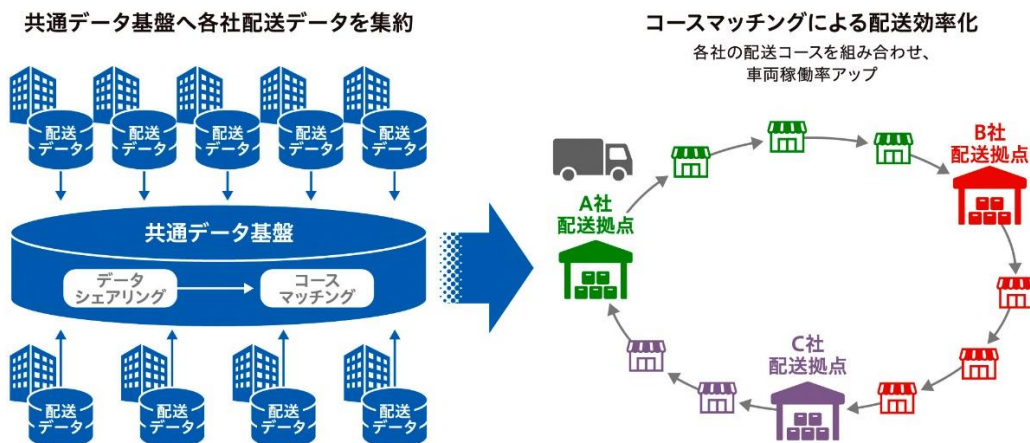 共通データ基盤へ各社配送データを集約
配送
データ
配送
データ
配送
データ
配送
データ
配送
データ
共通データ基盤
データ
シェアリング
コース
マッチング
配送
データ
配送
データ
配送
データ
配送
データ
コースマッチングによる配送効率化
各社の配送コースを組み合わせ、
車両稼働率アップ
A社
配送拠点
B社
配送拠点
C社
配送拠点